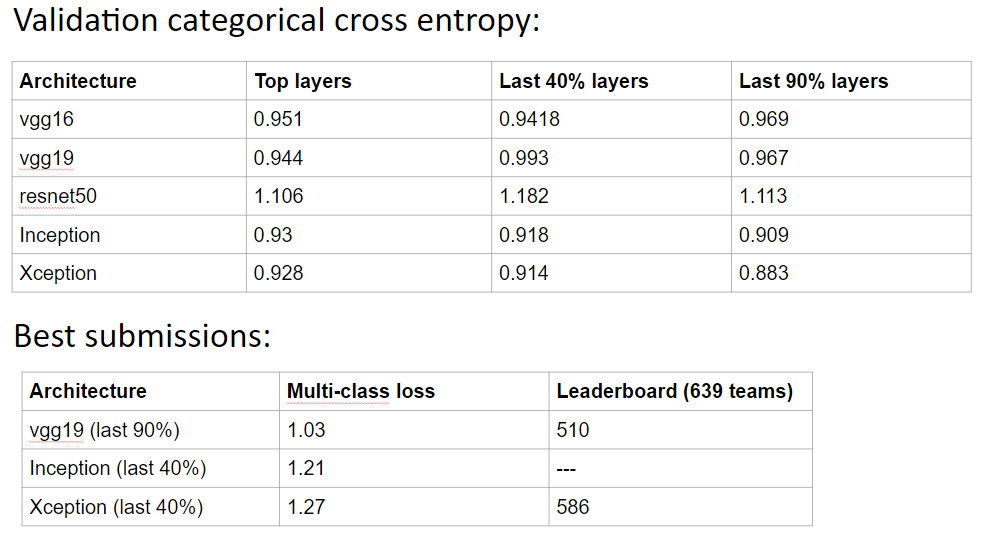 Validation categorical cross entropy:
Architecture Top layers Last 40% layers Last 90% layers
vgg16 0.951 0.9418 0.969
vgg19 0.944 0.993 0.967
resnet50 1.106 1.182 1.113
Inception 0.93 0.918 0.909
Xception 0.928 0.914 0.883
Best submissions:
Architecture Multi-class loss Leaderboard (639 teams)
vgg19 (last 90%) 1.03 510
Inception (last 40%) 1.21 ---
Xception (last 40%) 1.27 586